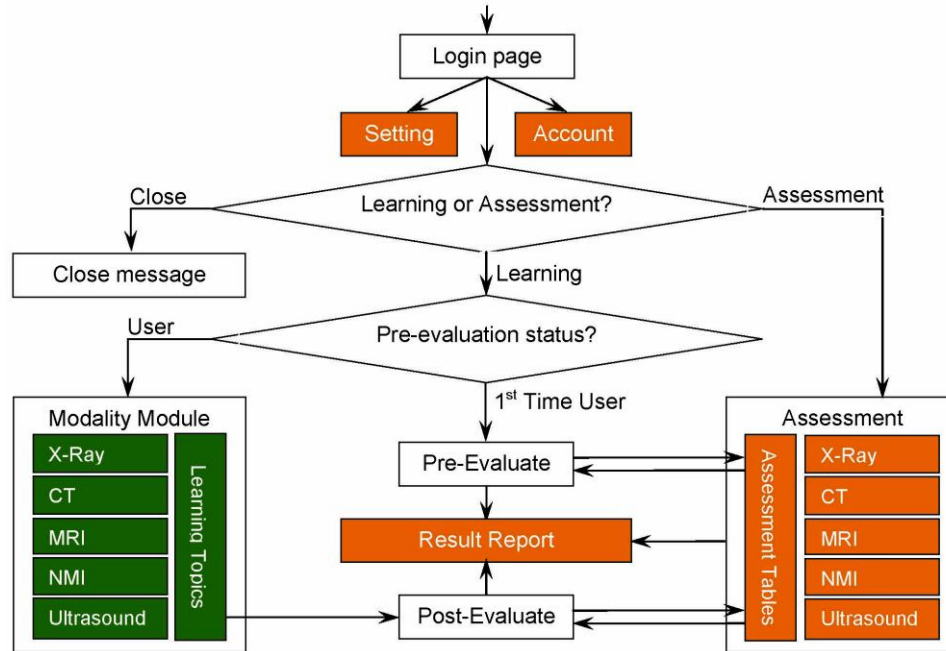 Login page
Setting
Account
Close
Learning or Assessment?
Assessment
Close message
Learning
User
Pre-evaluation status?
1st Time User
Modality Module
X-Ray
CT
MRI
NMI
Ultrasound
Learning Topics
Pre-Evaluate
Result Report
Post-Evaluate
Assessment
Assessment Tables
X-Ray
CT
MRI
NMI
Ultrasound